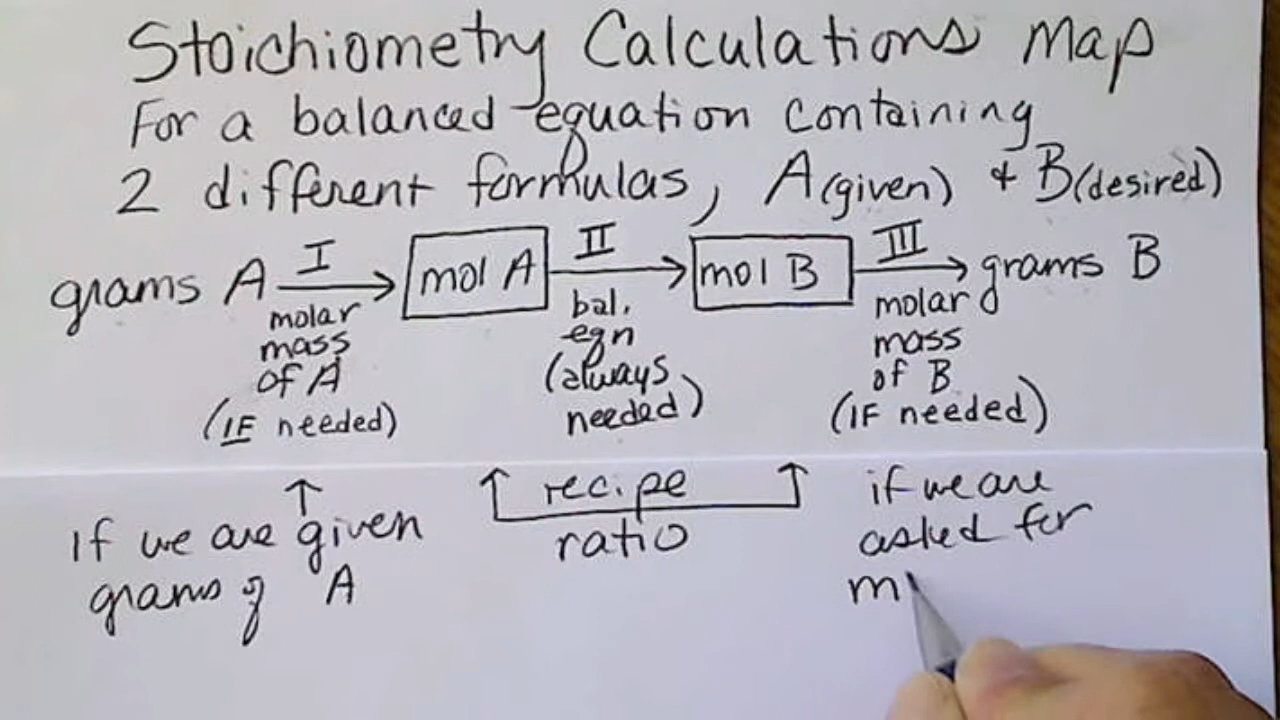 Stoichiometry Calculations Map
For a balanced equation containing
2 different formulas, A (given) + B (desired)
grams A I → mol A II → mol B III → grams B
molar
mass
of A
(IF needed)
bal.
eqn
(always
needed)
molar
mass
of B
(IF needed)
↑
If we are given
grams of A
↑ recipe ↑
ratio
if we are
asked for
m